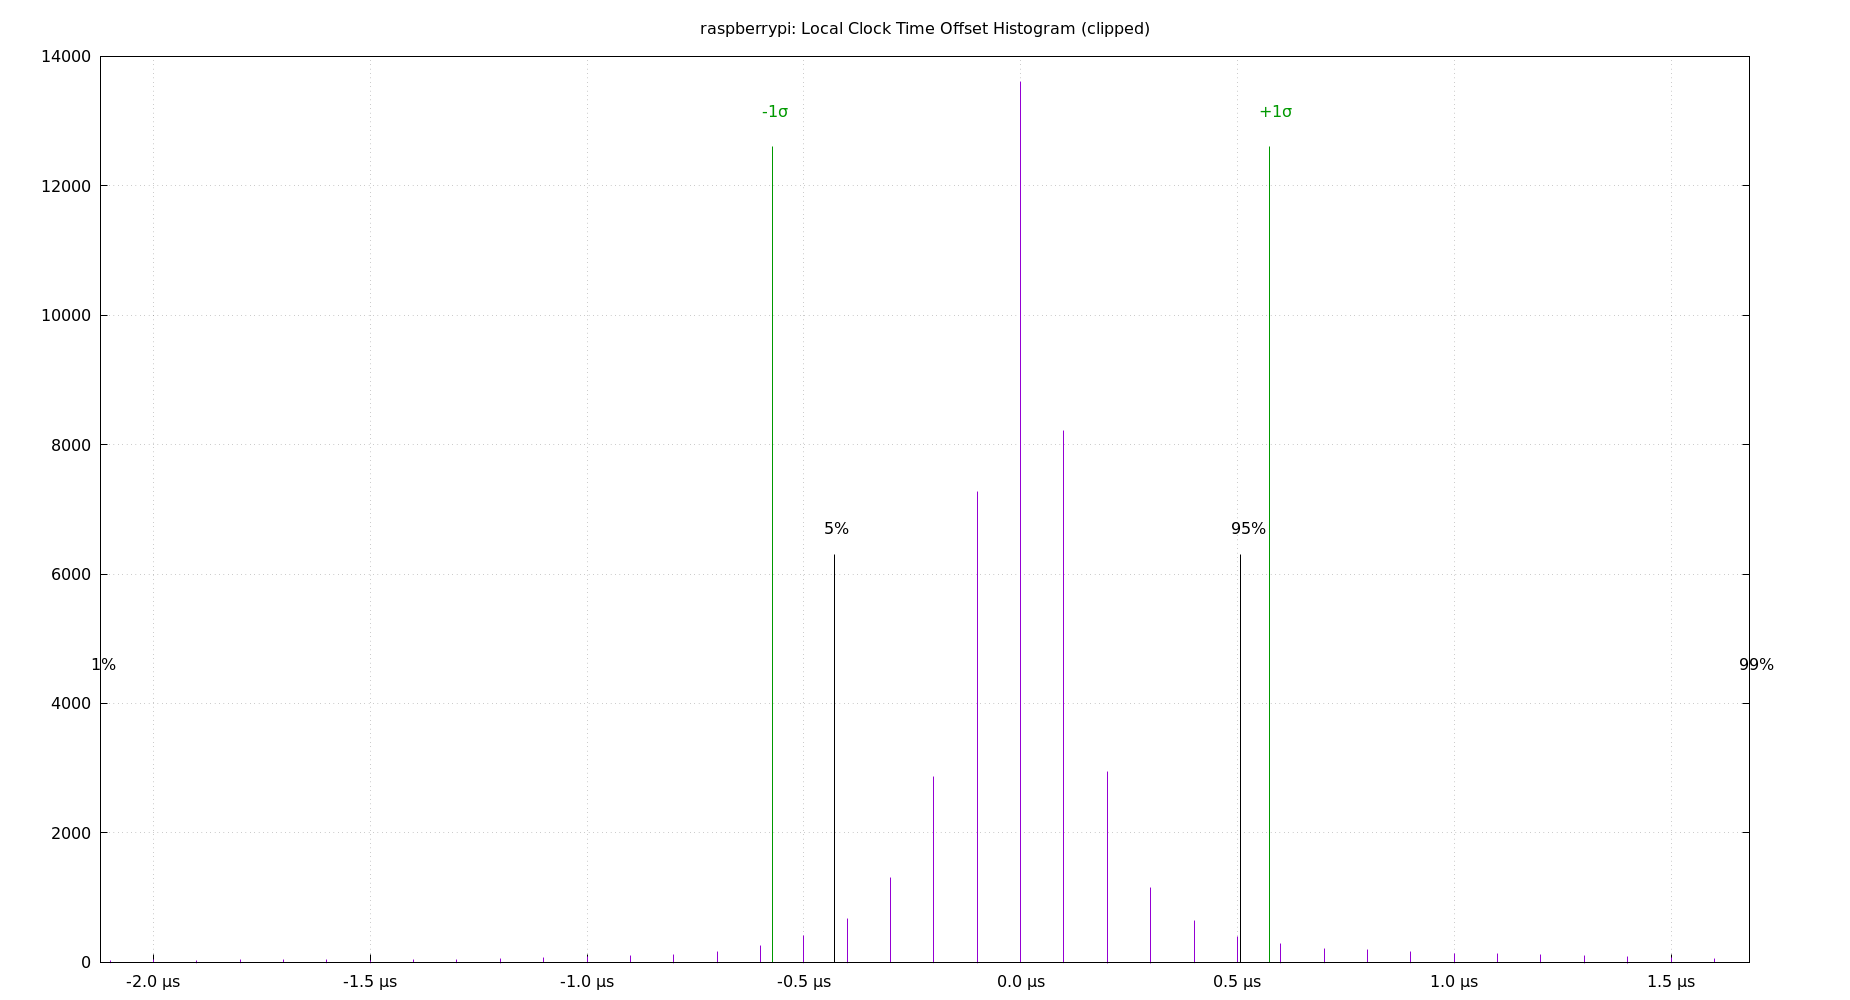 raspberrypi: Local Clock Time Offset Histogram (clipped)
14000
-1σ
+1σ
12000
10000
8000
5%
95%
6000
1%
99%
4000
2000
0
-2.0 µs
-1.5 µs
-1.0 µs
-0.5 µs
0.0 µs
0.5 µs
1.0 µs
1.5 µs